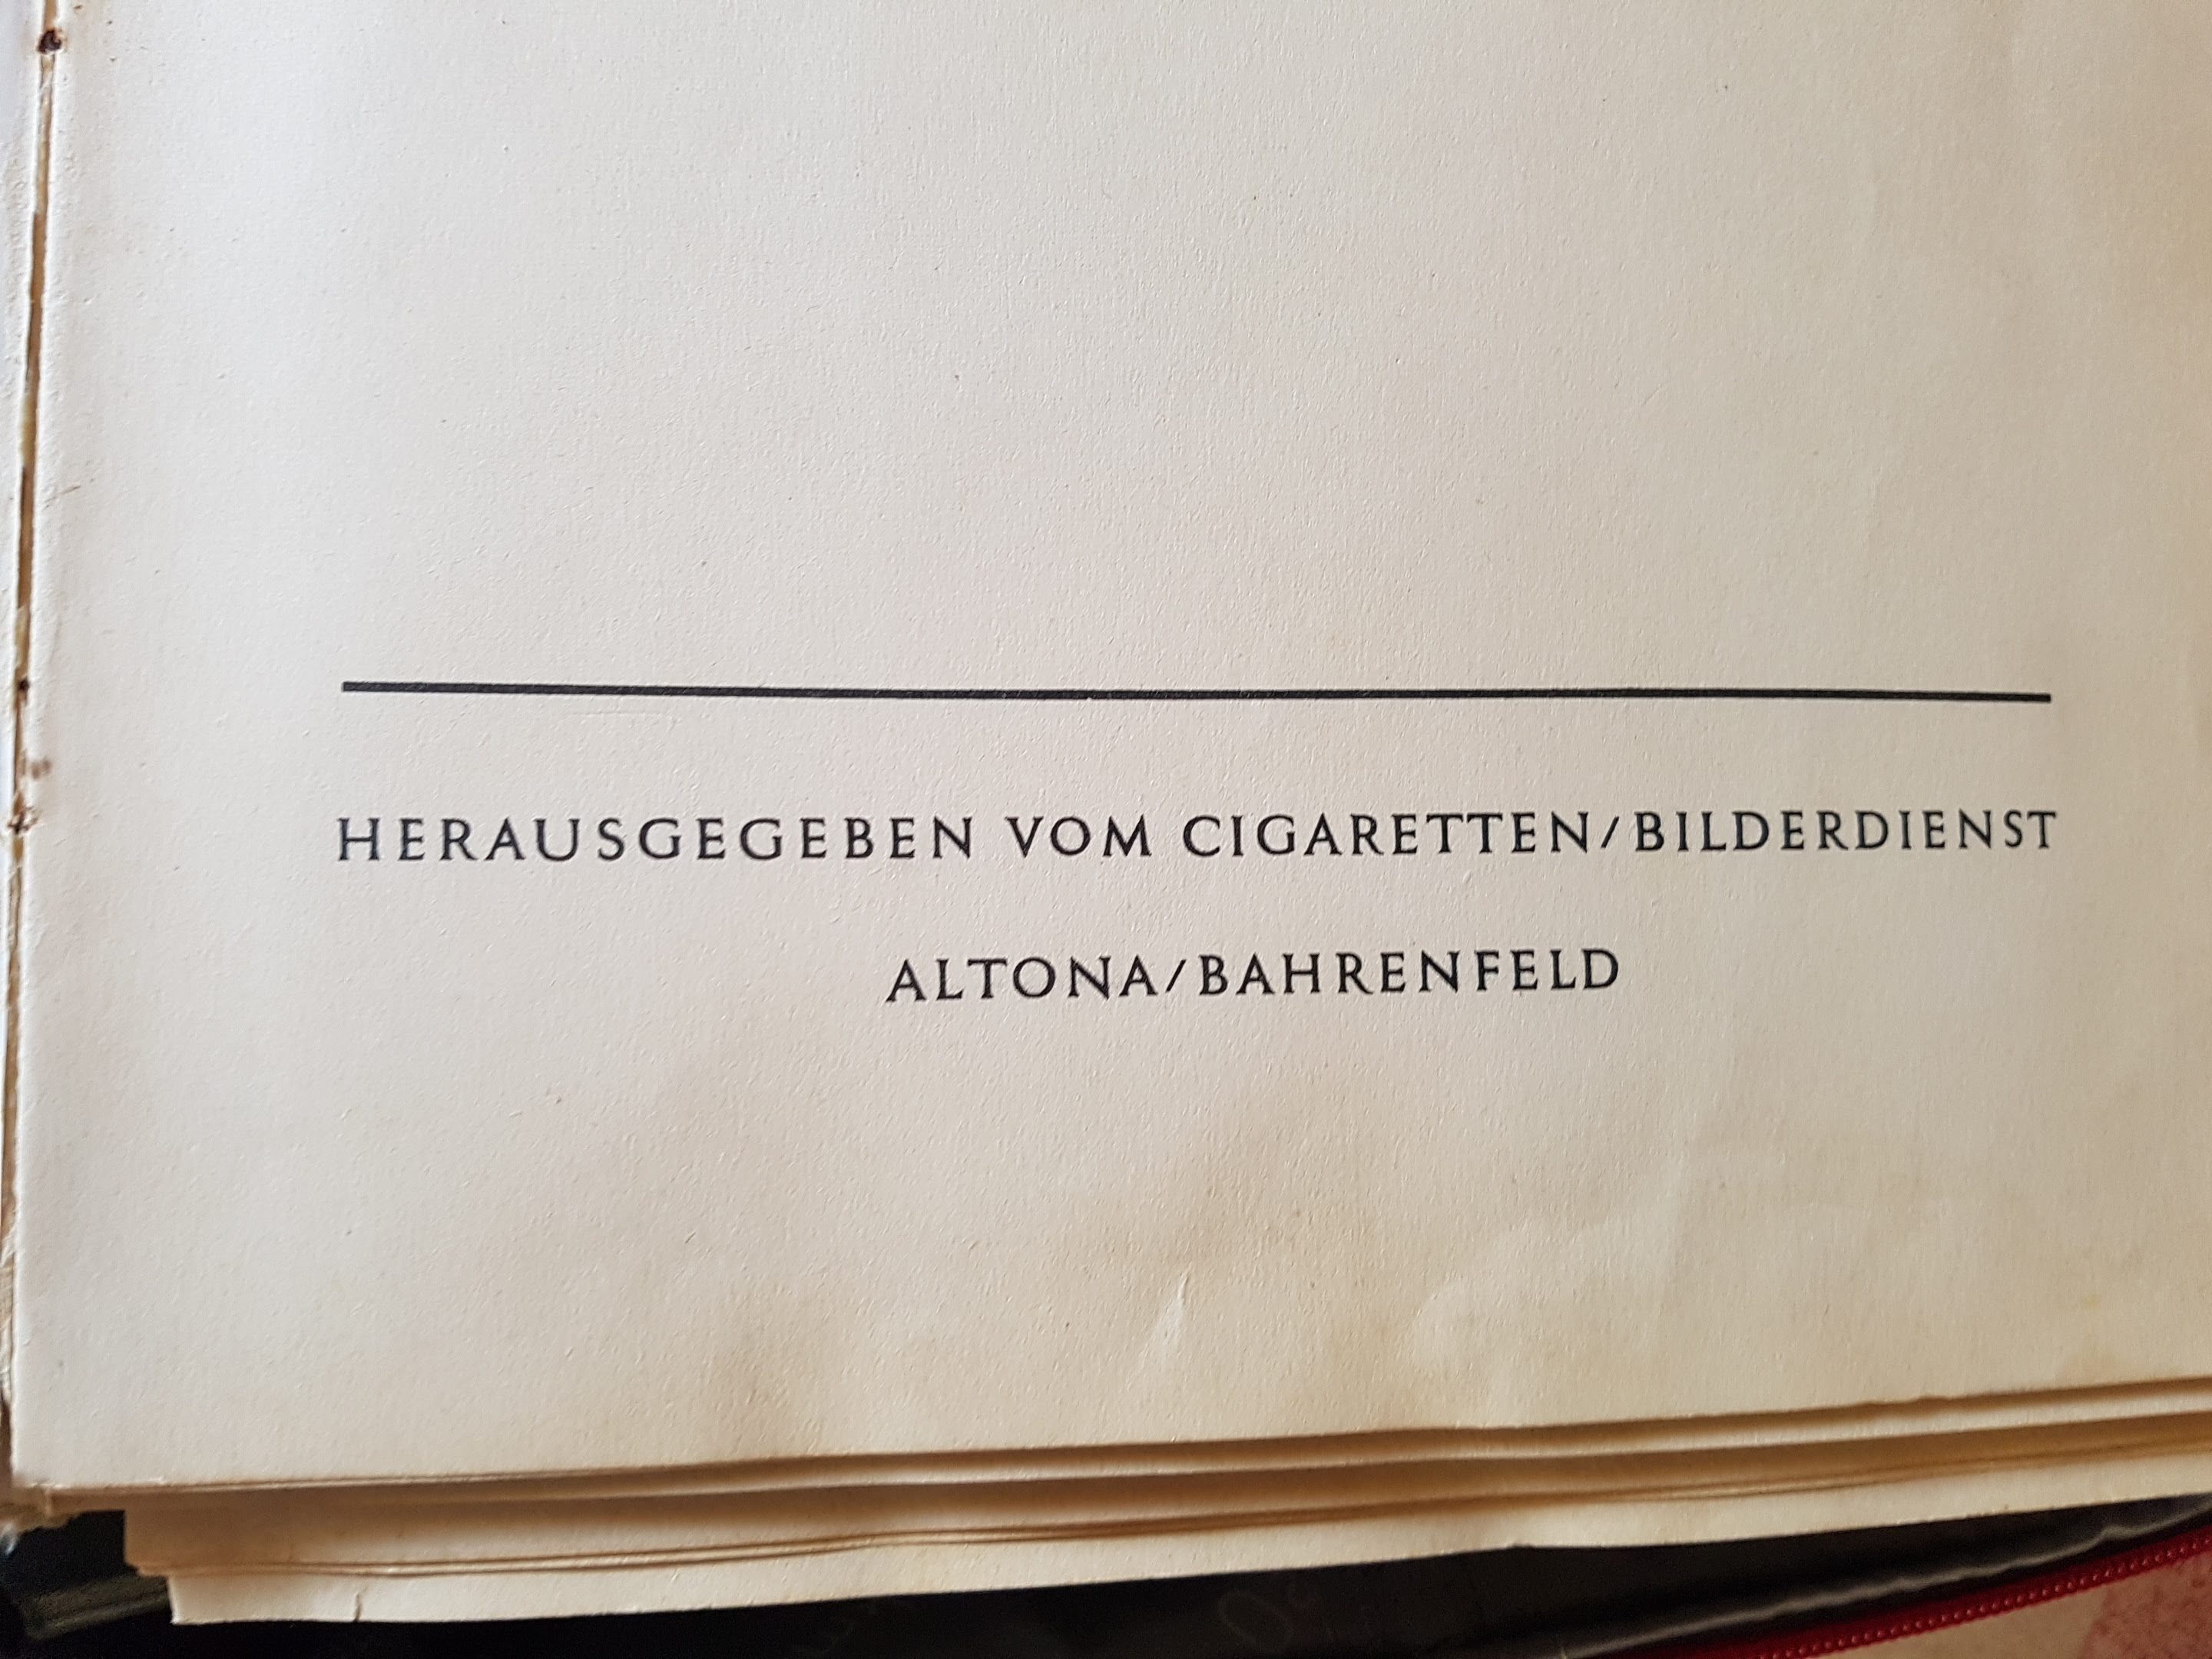 HERAUSGEGEBEN VOM CIGARETTEN/BILDERDIENST
ALTONA/BAHRENFELD